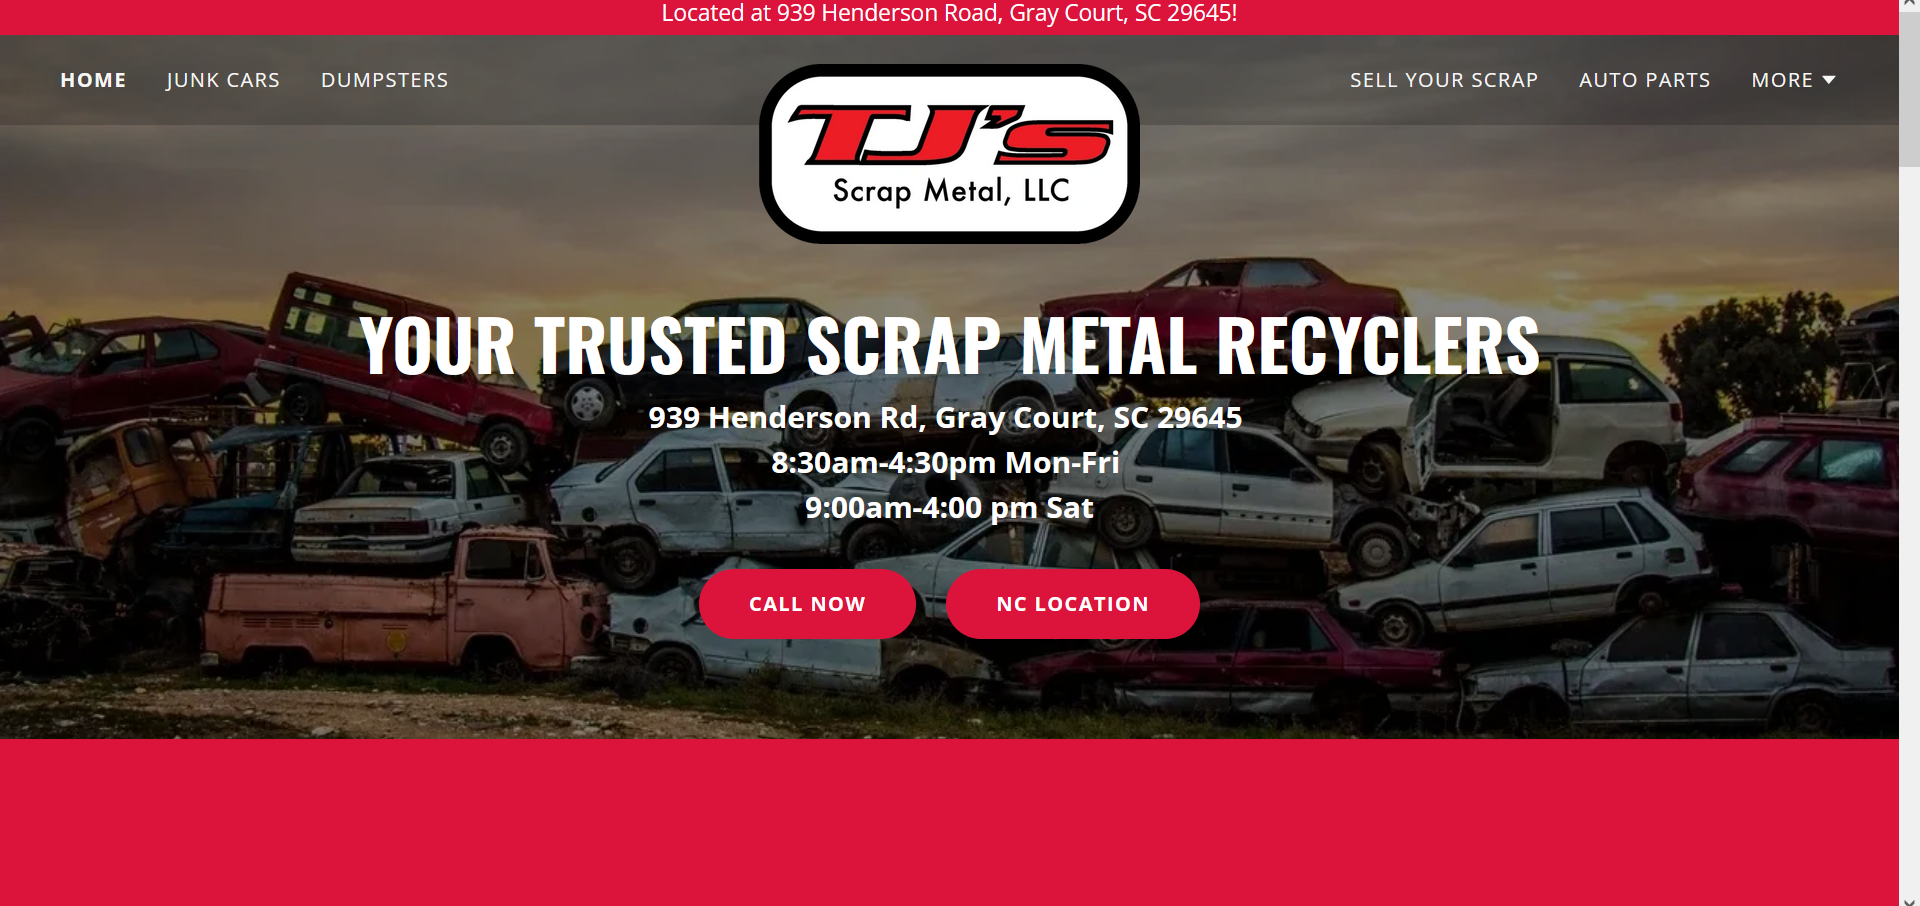 Located at 939 Henderson Road, Gray Court, SC 29645!
HOME
JUNK CARS
DUMPSTERS
TJ's
Scrap Metal, LLC
SELL YOUR SCRAP
AUTO PARTS
MORE
YOUR TRUSTED SCRAP METAL RECYCLERS
939 Henderson Rd, Gray Court, SC 29645
8:30am-4:30pm Mon-Fri
9:00am-4:00 pm Sat
CALL NOW
NC LOCATION